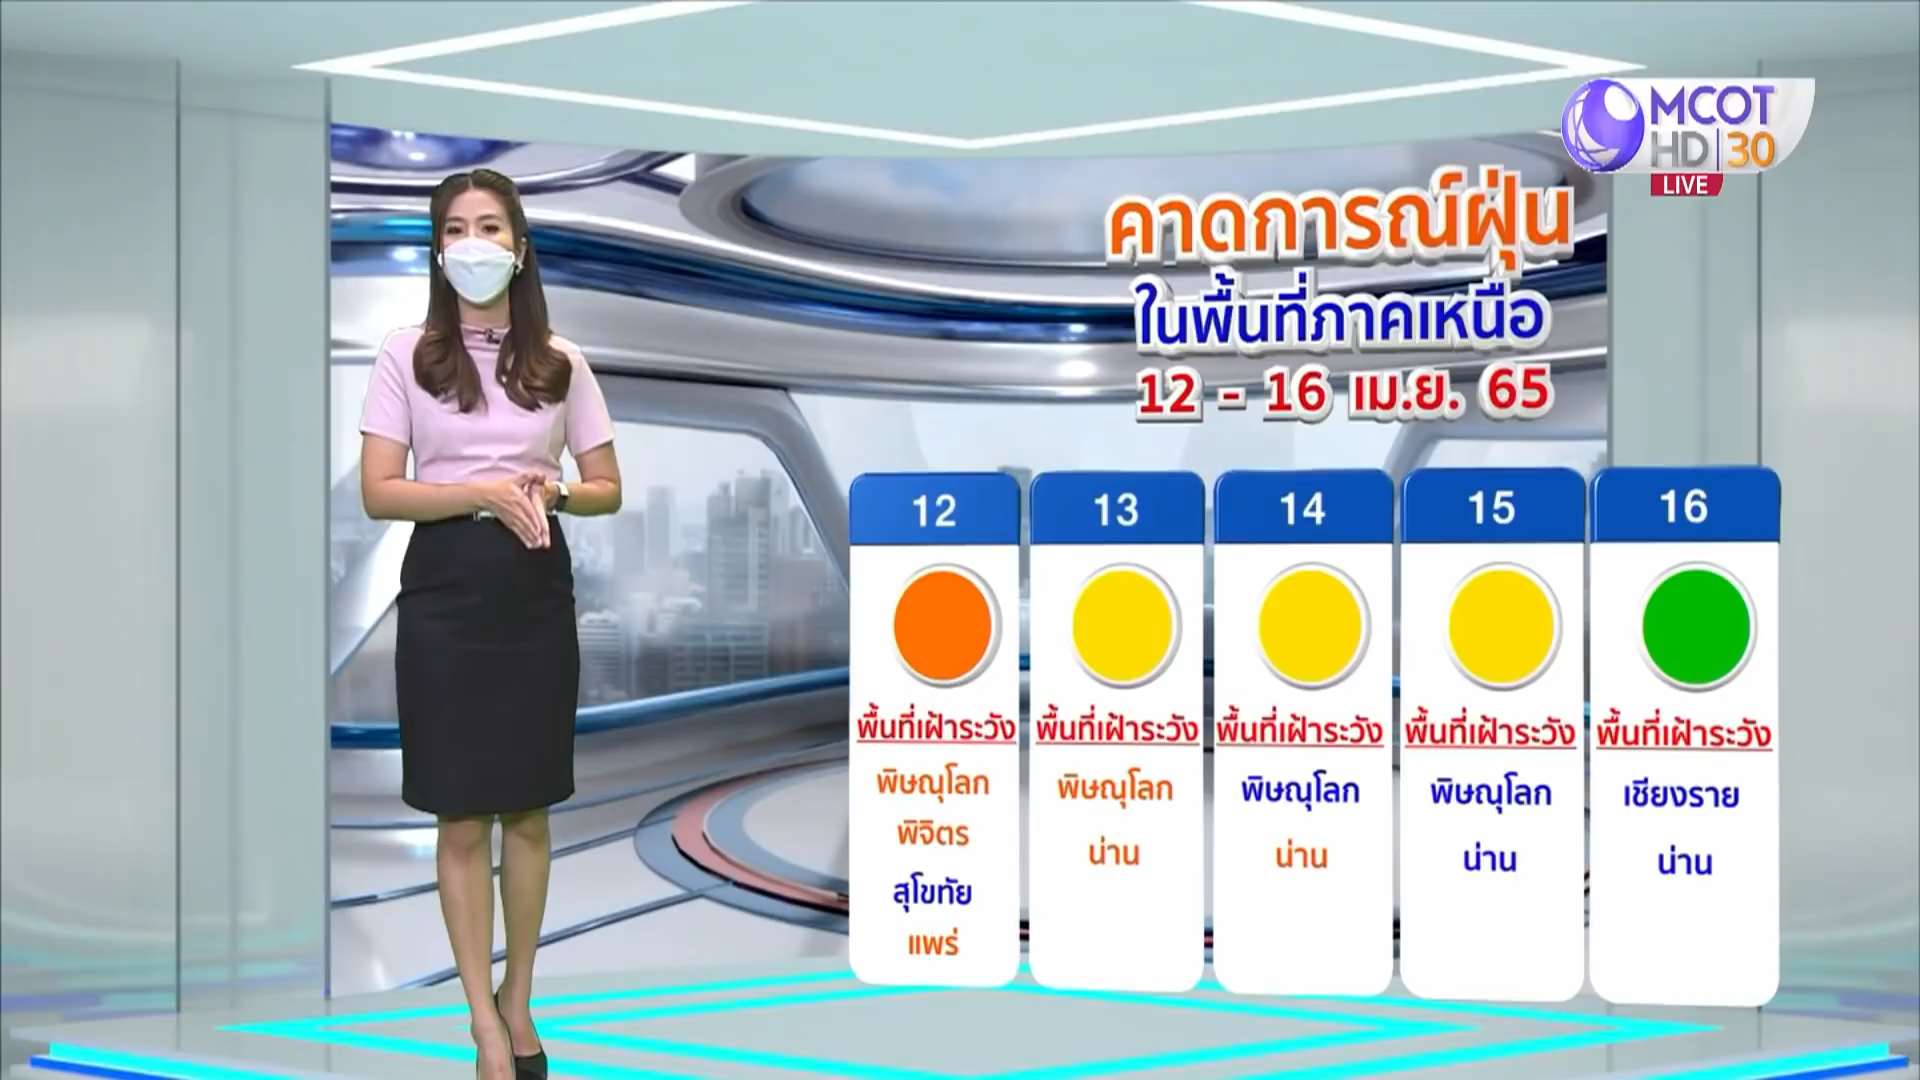 MCOT
HD 30
LIVE
คาดการณ์ฝุ่น
ในพื้นที่ภาคเหนือ
12 - 16 เม.ย. 65
12
พื้นที่เฝ้าระวัง
พิษณุโลก
พิจิตร
สุโขทัย
แพร่
13
พื้นที่เฝ้าระวัง
พิษณุโลก
น่าน
14
พื้นที่เฝ้าระวัง
พิษณุโลก
น่าน
15
พื้นที่เฝ้าระวัง
พิษณุโลก
น่าน
16
พื้นที่เฝ้าระวัง
เชียงราย
น่าน